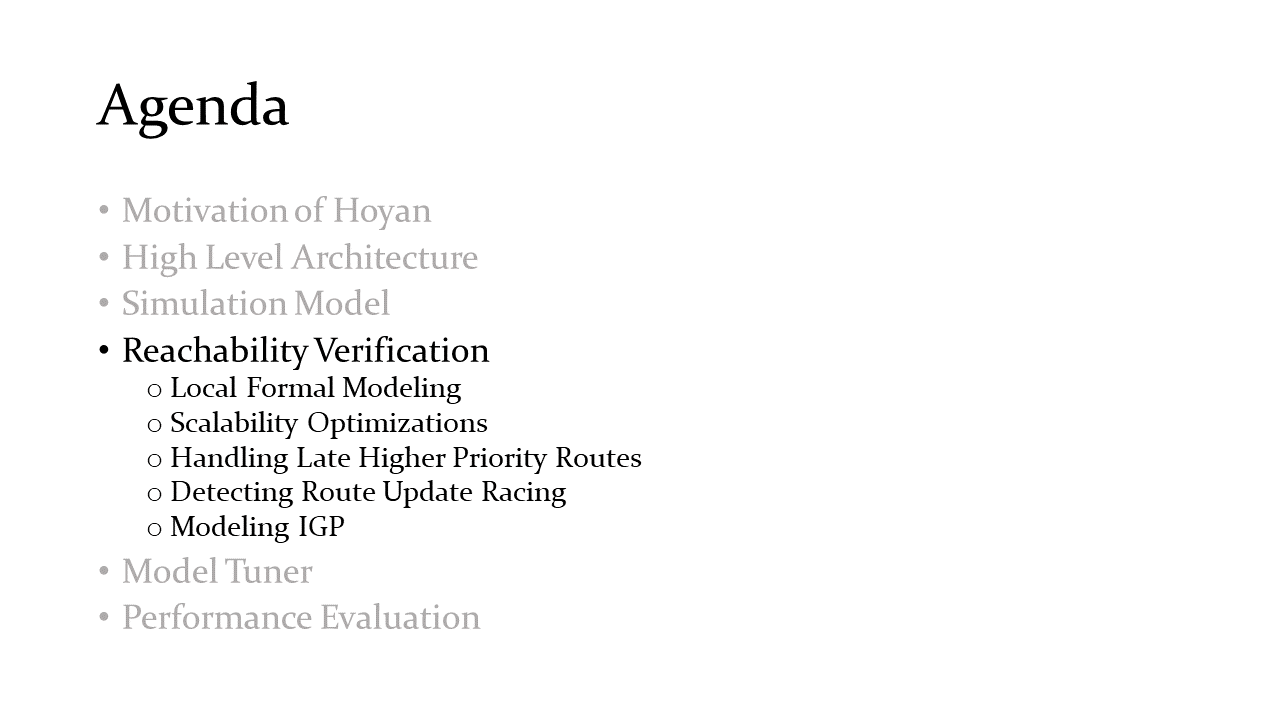 Agenda
• Motivation of Hoyan
• High Level Architecture
• Simulation Model
• Reachability Verification
o Local Formal Modeling
o Scalability Optimizations
o Handling Late Higher Priority Routes
o Detecting Route Update Racing
o Modeling IGP
• Model Tuner
• Performance Evaluation